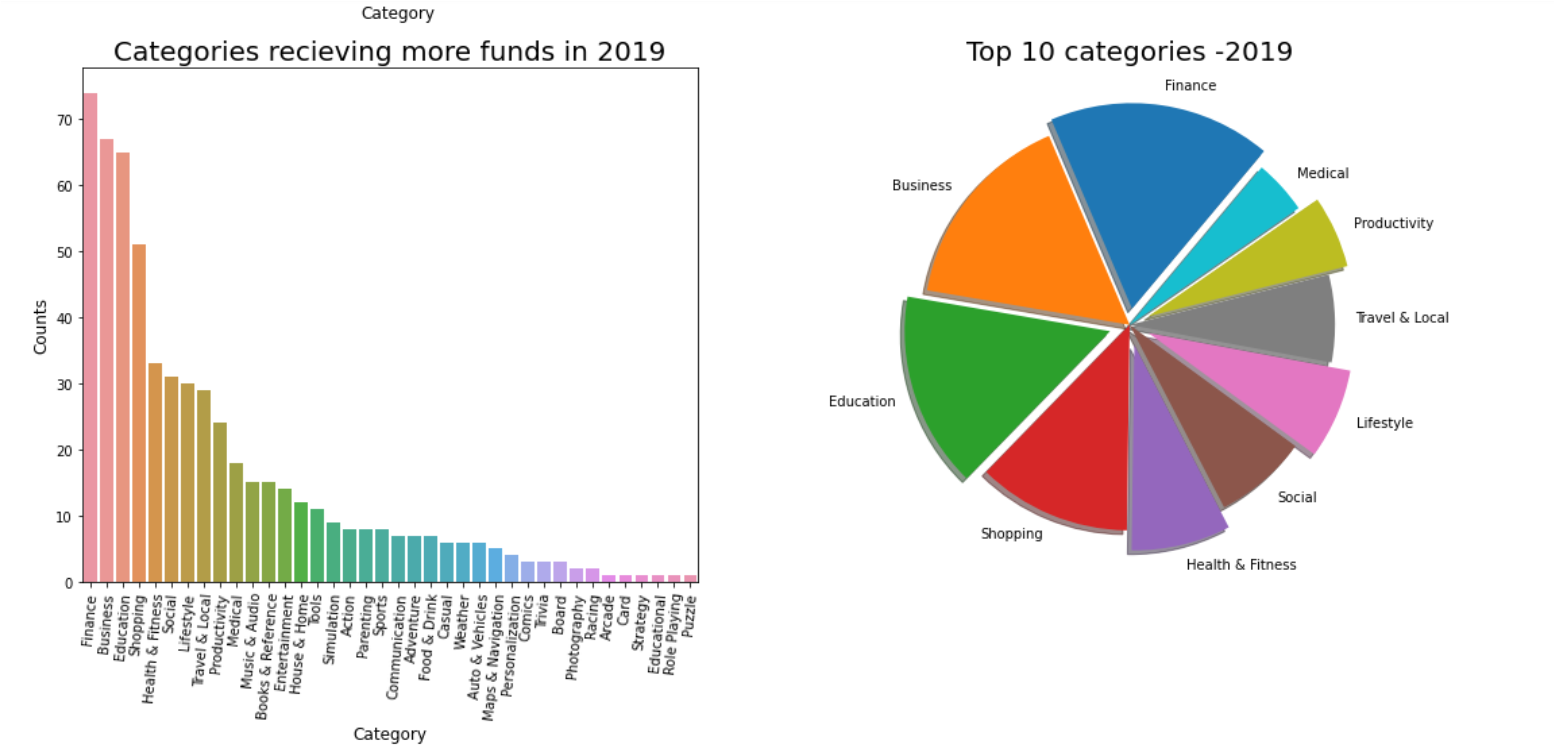 Category
Categories recieving more funds in 2019
Counts
70
60
50
40
30
20
10
0
Finance
Business
Education
Shopping
Health & Fitness
Social
Lifestyle
Travel & Local
Productivity
Medical
Music & Audio
Books & Reference
Entertainment
House & Home
Tools
Simulation
Action
Parenting
Sports
Communication
Adventure
Food & Drink
Casual
Weather
Auto & Vehicles
Maps & Navigation
Personalization
Comics
Trivia
Board
Photography
Racing
Arcade
Card
Strategy
Educational
Role Playing
Puzzle
Category
Top 10 categories -2019
Finance
Medical
Business
Productivity
Travel & Local
Education
Lifestyle
Social
Shopping
Health & Fitness